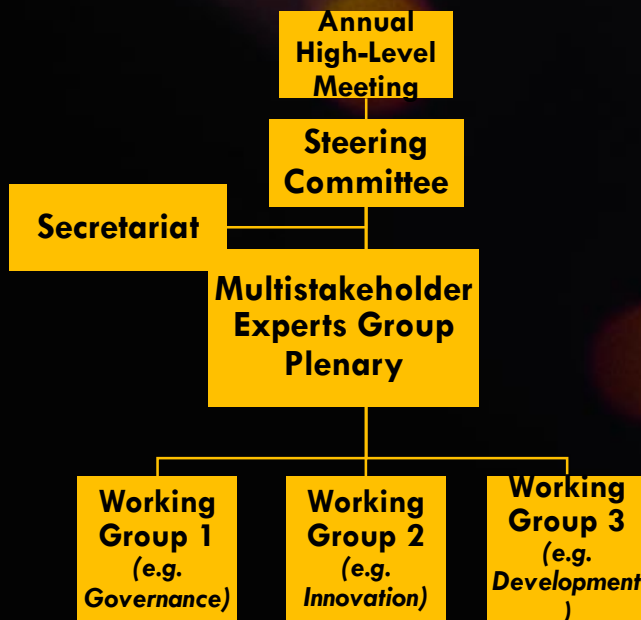 Annual
High-Level
Meeting
Steering
Committee
Secretariat
Multistakeholder
Experts Group
Plenary
Working
Group 1
(e.g.
Governance)
Working
Group 2
(e.g.
Innovation)
Working
Group 3
(e.g.
Development
)